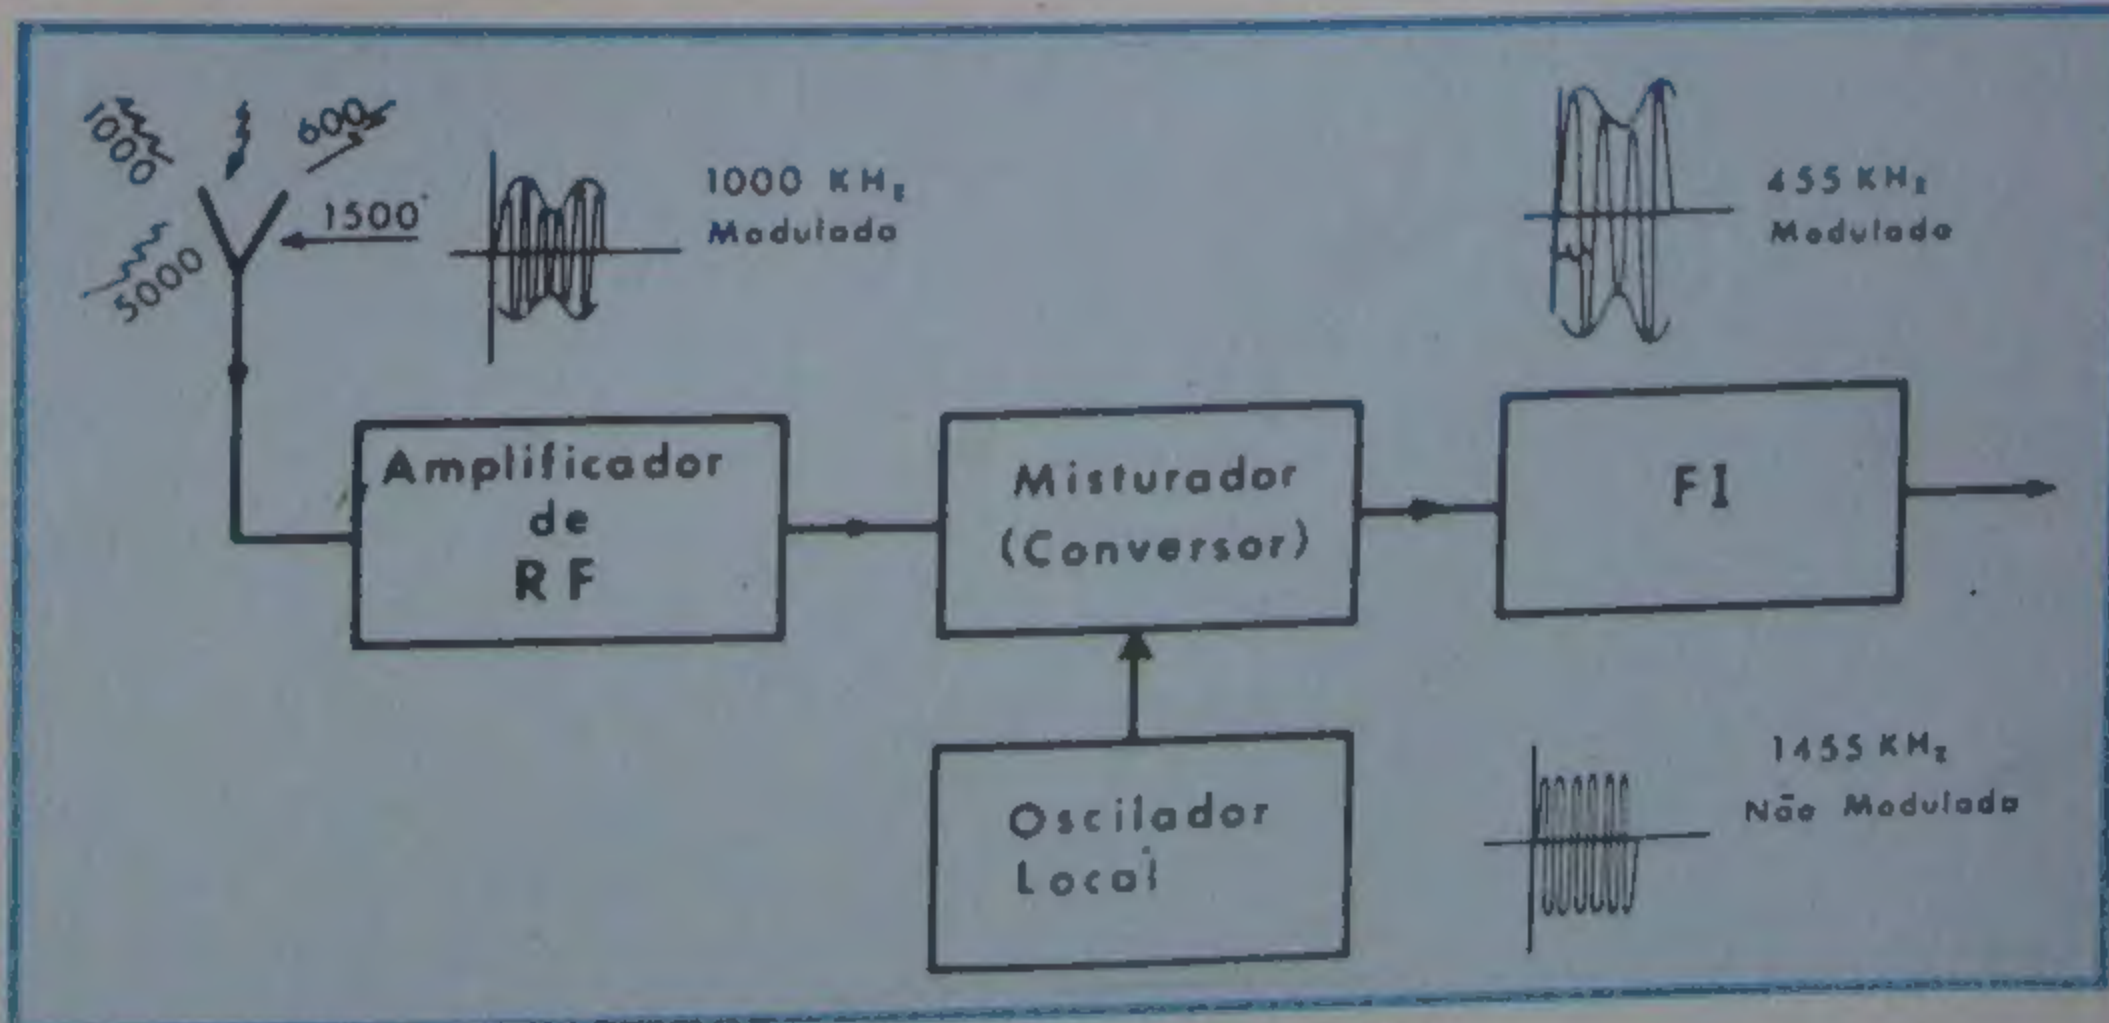 1000
600
1500
5000
1000 KHz
Modulado
455 KHz
Modulado
Amplificador
de
RF
Misturador
(Conversor)
FI
Oscilador
Local
1455 KHz
Não Modulado